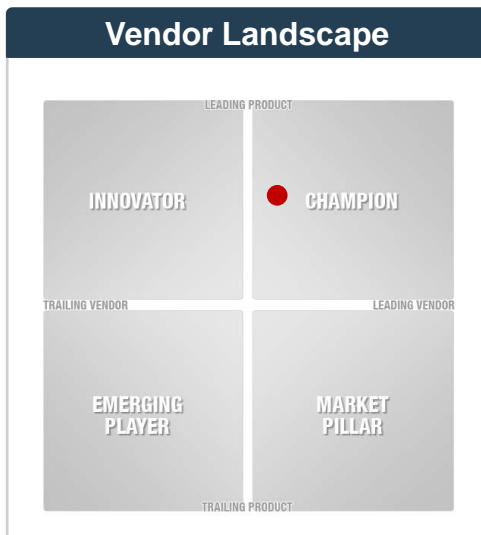 Vendor Landscape
LEADING PRODUCT
INNOVATOR
CHAMPION
TRAILING VENDOR
LEADING VENDOR
EMERGING
PLAYER
MARKET
PILLAR
TRAILING PRODUCT